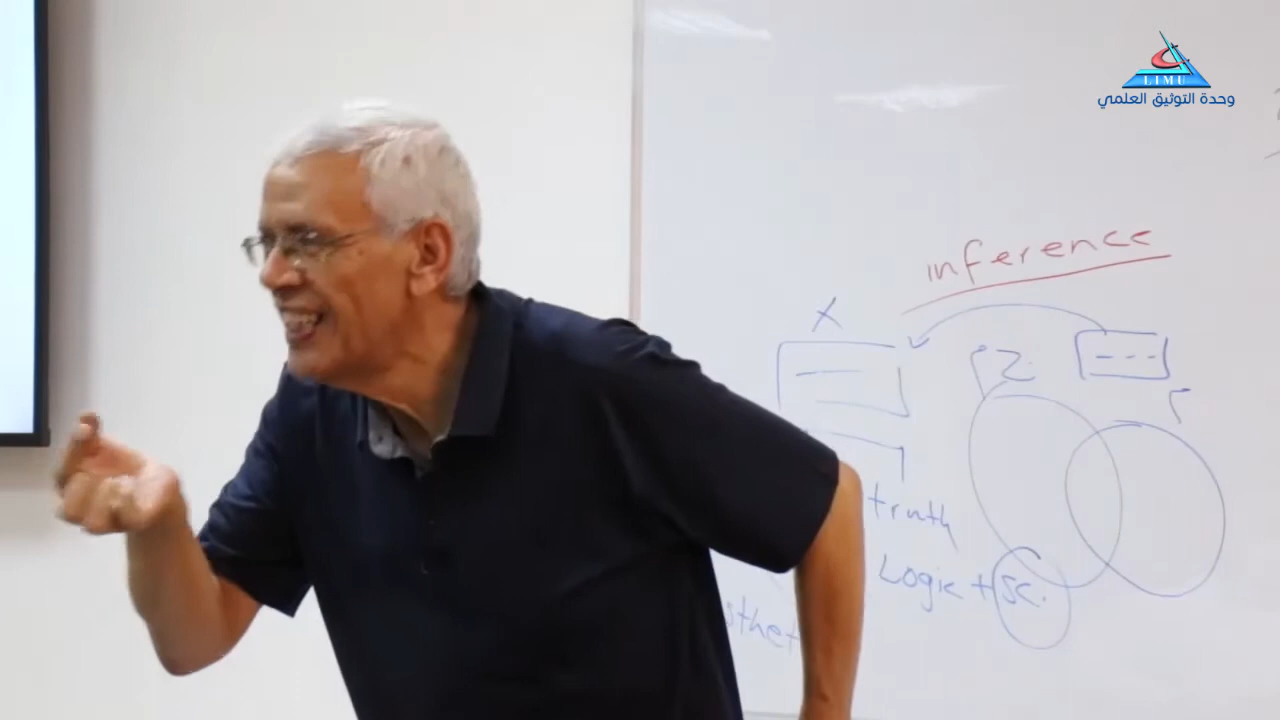 LIMU
وحدة التوثيق العلمي
inference
X
truth
Logic + sc.